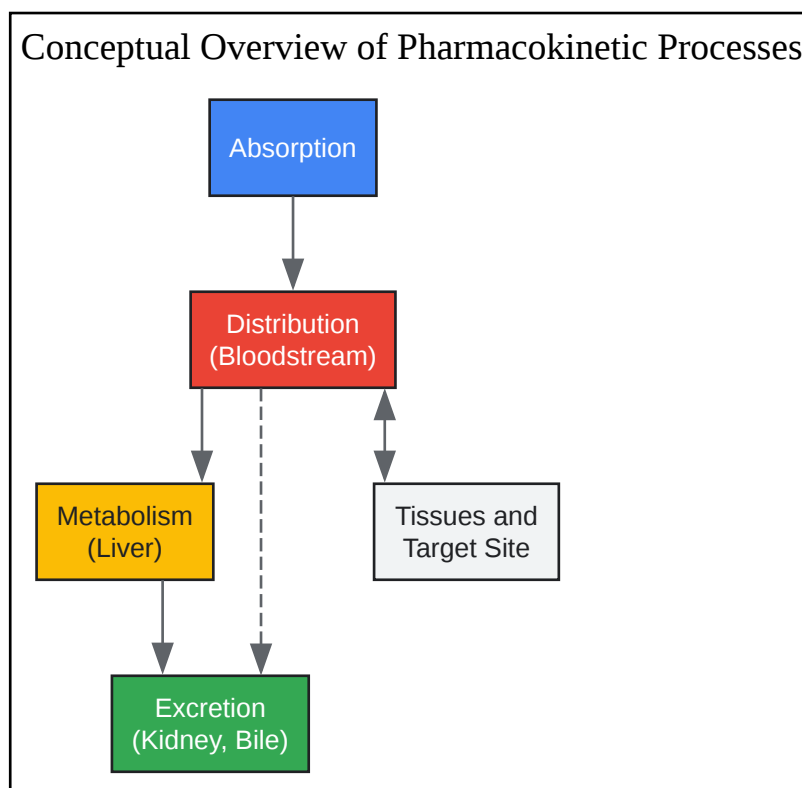 Conceptual Overview of Pharmacokinetic Processes
Absorption
Distribution
(Bloodstream)
Metabolism
(Liver)
Tissues and
Target Site
Excretion
(Kidney, Bile)